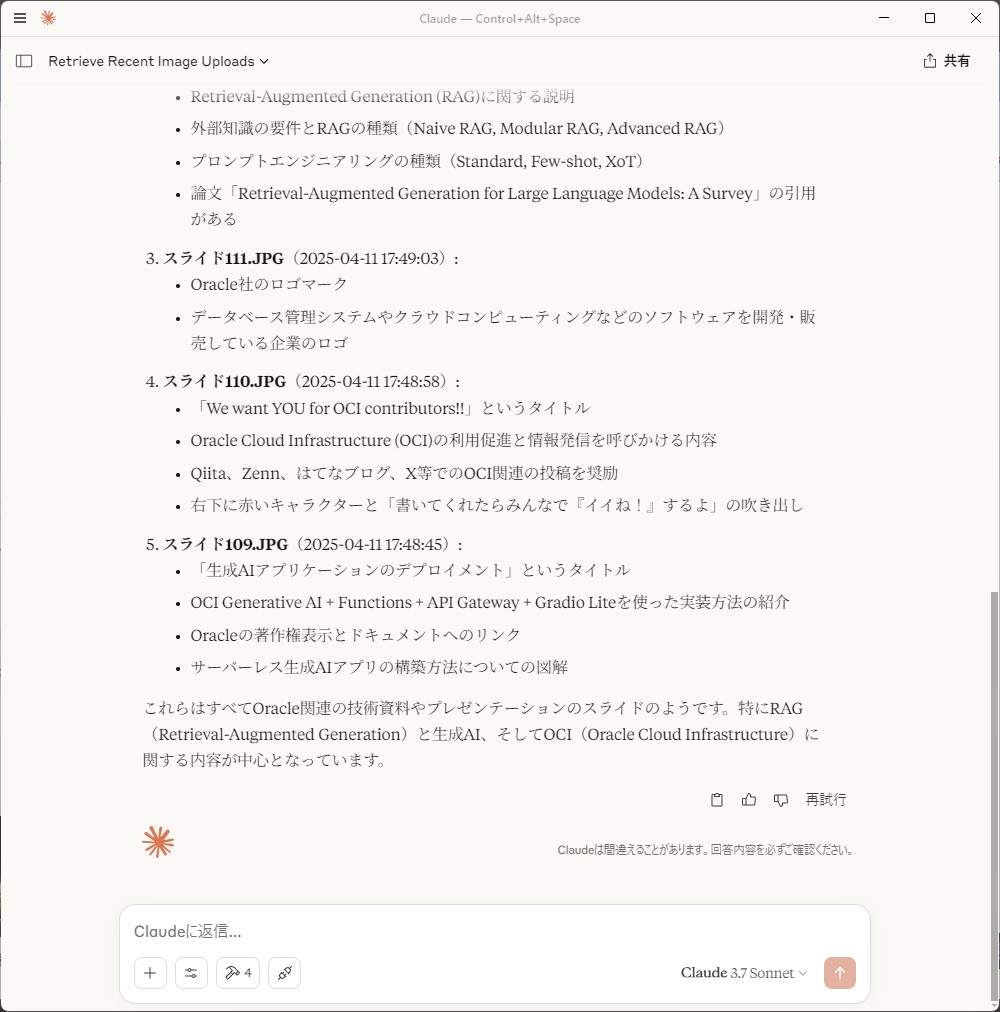 Claude — Control+Alt+Space
Retrieve Recent Image Uploads
共有
• Retrieval-Augmented Generation (RAG)に関する説明
• 外部知識の要件とRAGの種類（Naive RAG, Modular RAG, Advanced RAG）
• プロンプトエンジニアリングの種類（Standard, Few-shot, XoT）
• 論文「Retrieval-Augmented Generation for Large Language Models: A Survey」の引用
がある
3. スライド111.JPG（2025-04-11 17:49:03）:
• Oracle社のロゴマーク
• データベース管理システムやクラウドコンピューティングなどのソフトウェアを開発・販
売している企業のロゴ
4. スライド110.JPG（2025-04-11 17:48:58）:
• 「We want YOU for OCI contributors!!」というタイトル
• Oracle Cloud Infrastructure (OCI)の利用促進と情報発信を呼びかける内容
• Qiita、Zenn、はてなブログ、X等でのOCI関連の投稿を奨励
• 右下に赤いキャラクターと「書いてくれたらみんなで『イイね！』するよ」の吹き出し
5. スライド109.JPG（2025-04-11 17:48:45）:
• 「生成AIアプリケーションのデプロイメント」というタイトル
• OCI Generative AI + Functions + API Gateway + Gradio Liteを使った実装方法の紹介
• Oracleの著作権表示とドキュメントへのリンク
• サーバーレス生成AIアプリの構築方法についての図解
これらはすべてOracle関連の技術資料やプレゼンテーションのスライドのようです。特にRAG
（Retrieval-Augmented Generation）と生成AI、そしてOCI（Oracle Cloud Infrastructure）に
関する内容が中心となっています。
再試行
Claudeは間違えることがあります。回答内容を必ずご確認ください。
Claudeに返信...
4
Claude 3.7 Sonnet